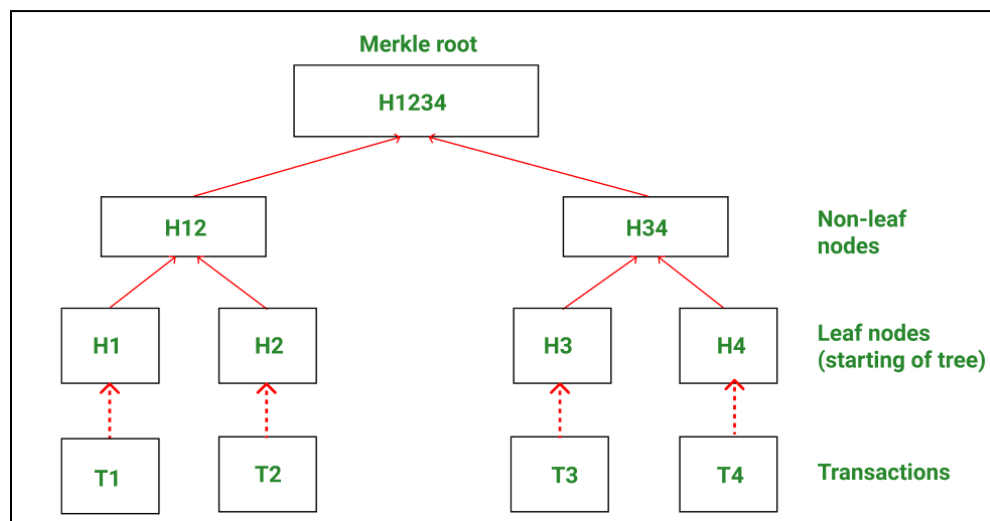 Merkle root
H1234
H12
H34
Non-leaf
nodes
H1
H2
H3
H4
Leaf nodes
(starting of tree)
T1
T2
T3
T4
Transactions